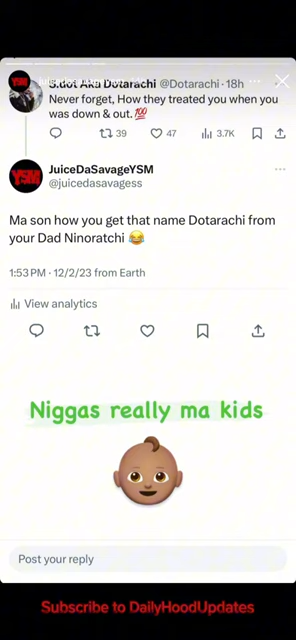 S.dot Aka Dotarachi @Dotarachi · 18h
Never forget, How they treated you when you
was down & out.💯
39
47
3.7K
YSM
JuiceDaSavageYSM
@juicedasavagess
Ma son how you get that name Dotarachi from
your Dad Ninoratchi 😂
1:53 PM · 12/2/23 from Earth
View analytics
Niggas really ma kids
Post your reply
Subscribe to DailyHoodUpdates